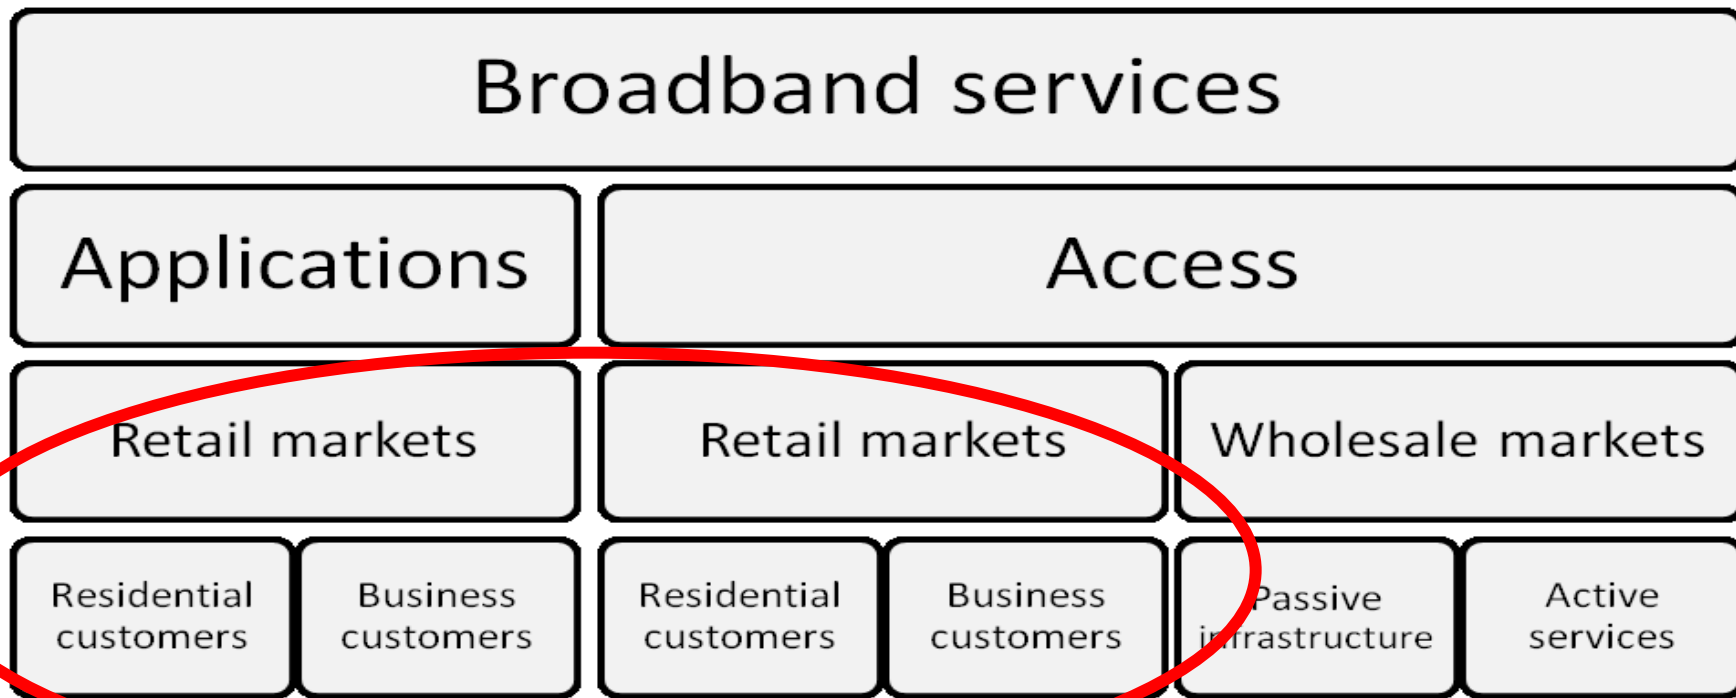 Broadband services
Applications
Access
Retail markets
Retail markets
Wholesale markets
Residential
customers
Business
customers
Residential
customers
Business
customers
Passive
infrastructure
Active
services